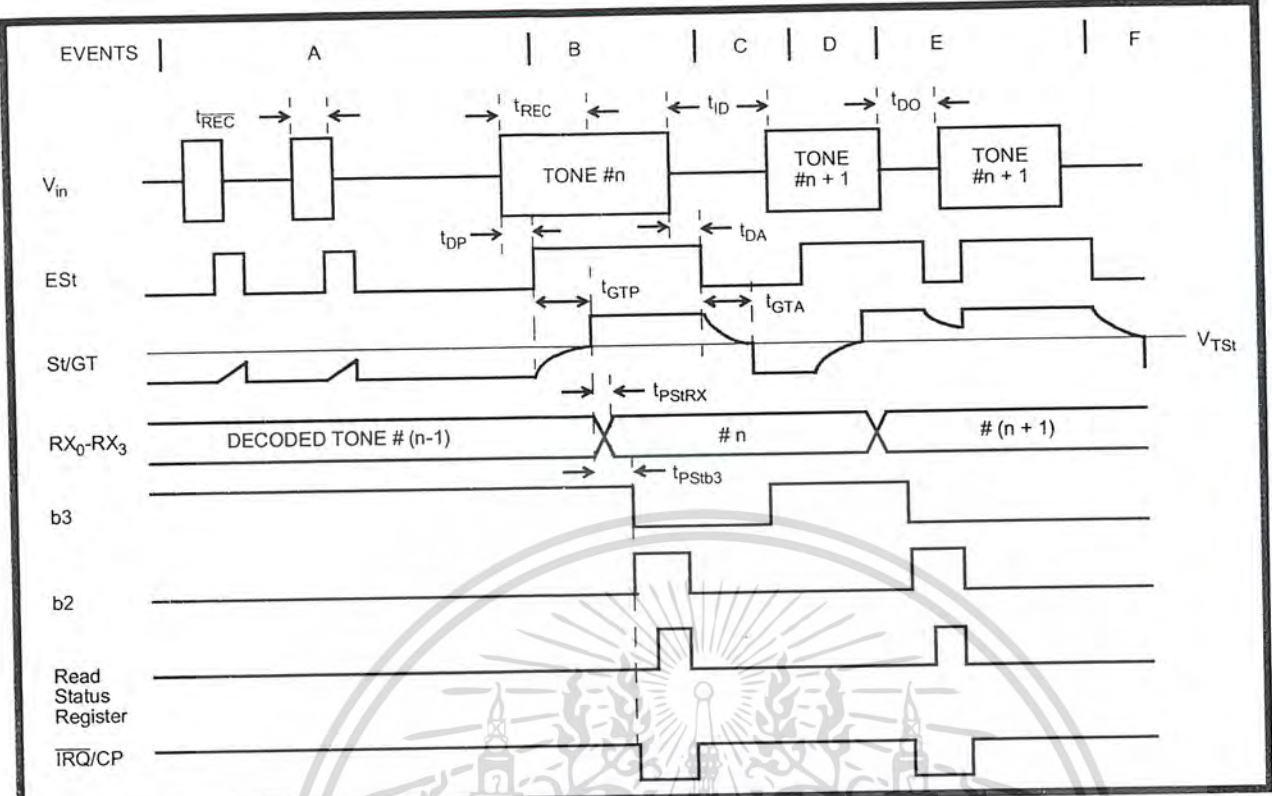 EVENTS A B C D E F
tREC tREC tID tDO
Vin TONE #n TONE #n + 1 TONE #n + 1
tDP tDA
ESt
tGTP tGTA
St/GT VTSt
tPStRX
RX0-RX3 DECODED TONE # (n-1) # n # (n + 1)
tPStb3
b3
b2
Read
Status
Register
IRQ/CP